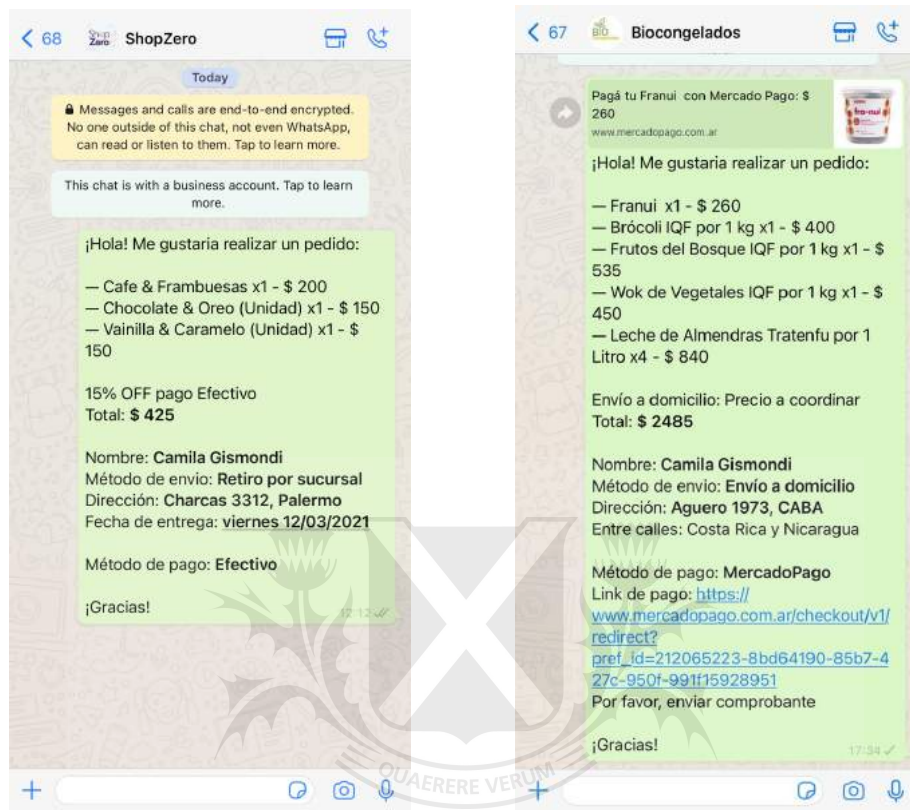 68
Shop
Zero
ShopZero
Today
Messages and calls are end-to-end encrypted.
No one outside of this chat, not even WhatsApp,
can read or listen to them. Tap to learn more.
This chat is with a business account. Tap to learn
more.
¡Hola! Me gustaria realizar un pedido:
— Cafe & Frambuesas x1 - $ 200
— Chocolate & Oreo (Unidad) x1 - $ 150
— Vainilla & Caramelo (Unidad) x1 - $
150
15% OFF pago Efectivo
Total: $ 425
Nombre: Camila Gismondi
Método de envio: Retiro por sucursal
Dirección: Charcas 3312, Palermo
Fecha de entrega: viernes 12/03/2021
Método de pago: Efectivo
¡Gracias!
12:12
67
BIO
Biocongelados
Pagá tu Franui con Mercado Pago: $
260
www.mercadopago.com.ar
fra-nui
¡Hola! Me gustaria realizar un pedido:
— Franui x1 - $ 260
— Brócoli IQF por 1 kg x1 - $ 400
— Frutos del Bosque IQF por 1 kg x1 - $
535
— Wok de Vegetales IQF por 1 kg x1 - $
450
— Leche de Almendras Tratenfu por 1
Litro x4 - $ 840
Envío a domicilio: Precio a coordinar
Total: $ 2485
Nombre: Camila Gismondi
Método de envio: Envío a domicilio
Dirección: Aguero 1973, CABA
Entre calles: Costa Rica y Nicaragua
Método de pago: MercadoPago
Link de pago: https://
www.mercadopago.com.ar/checkout/v1/
redirect?
pref_id=212065223-8bd64190-85b7-4
27c-950f-991f15928951
Por favor, enviar comprobante
¡Gracias!
17:34
QUAERERE VERUM